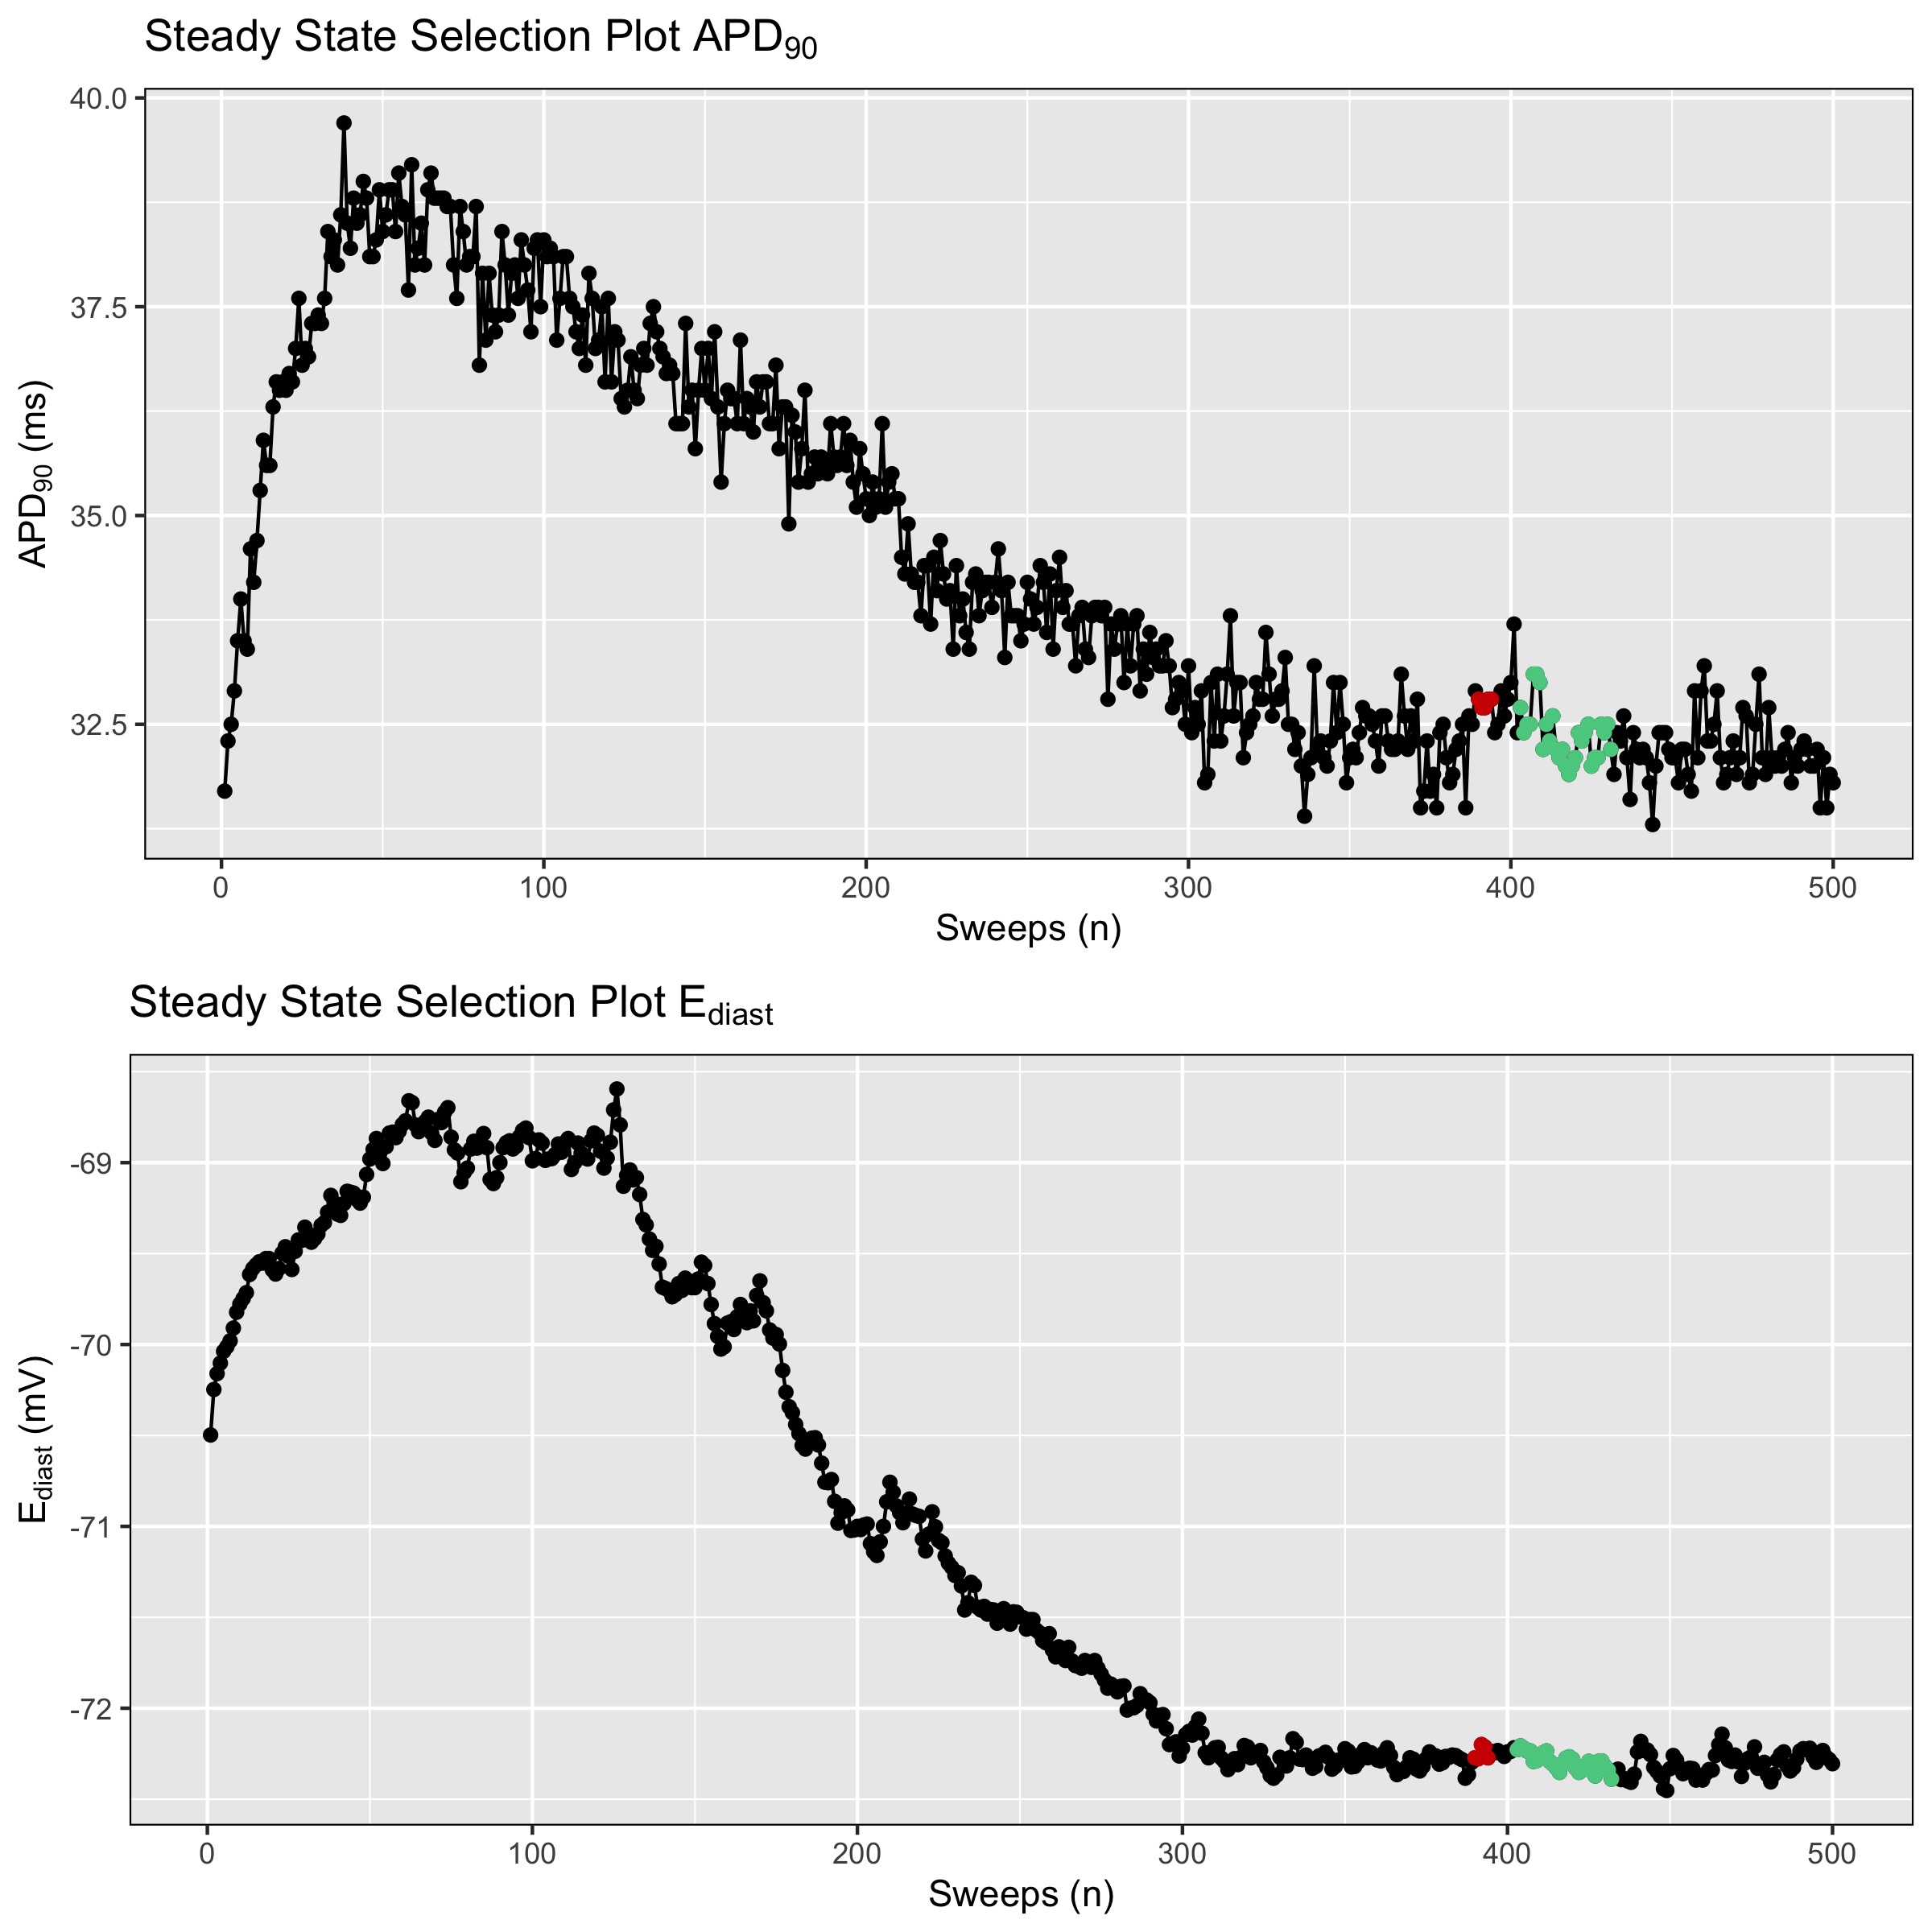 Steady State Selection Plot APD90
40.0
37.5
35.0
32.5
APD90 (ms)
0 100 200 300 400 500
Sweeps (n)
Steady State Selection Plot Ediast
-69
-70
-71
-72
Ediast (mV)
0 100 200 300 400 500
Sweeps (n)